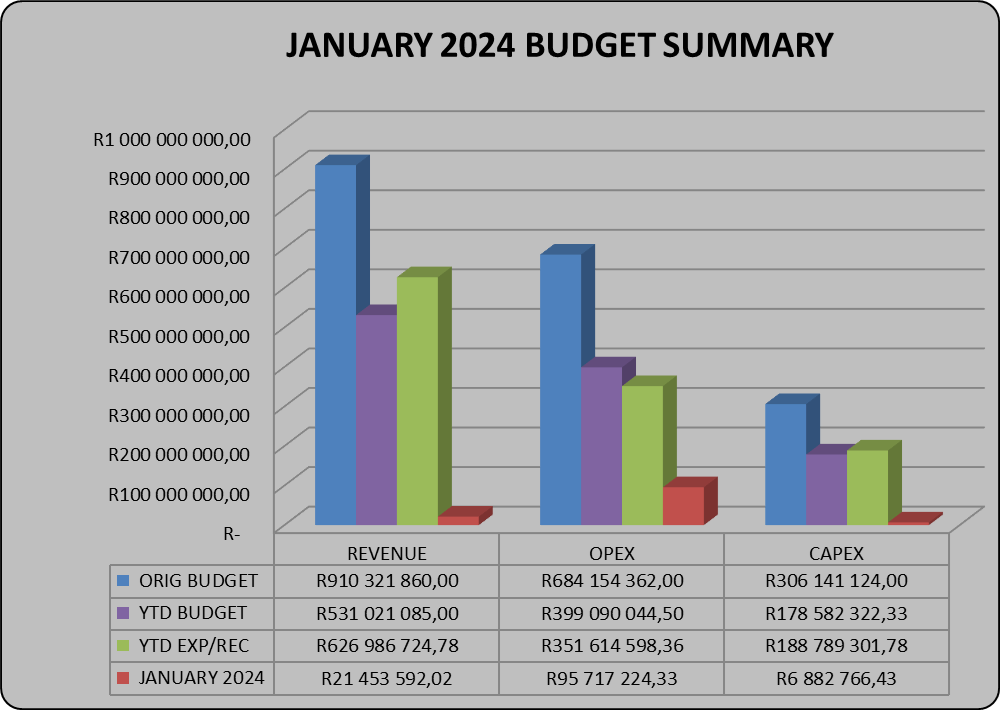 JANUARY 2024 BUDGET SUMMARY
R1 000 000 000,00
R900 000 000,00
R800 000 000,00
R700 000 000,00
R600 000 000,00
R500 000 000,00
R400 000 000,00
R300 000 000,00
R200 000 000,00
R100 000 000,00
R-
REVENUE OPEX CAPEX
ORIG BUDGET R910 321 860,00 R684 154 362,00 R306 141 124,00
YTD BUDGET R531 021 085,00 R399 090 044,50 R178 582 322,33
YTD EXP/REC R626 986 724,78 R351 614 598,36 R188 789 301,78
JANUARY 2024 R21 453 592,02 R95 717 224,33 R6 882 766,43